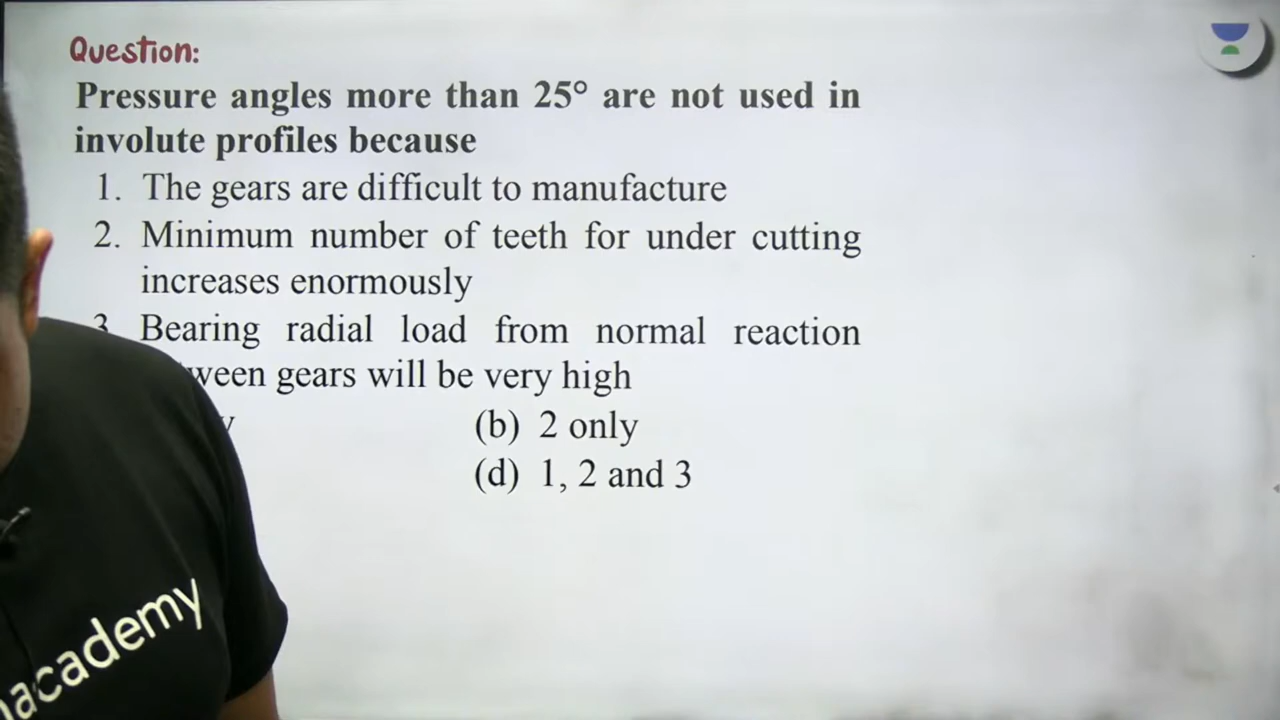 Question:
Pressure angles more than 25° are not used in
involute profiles because
1. The gears are difficult to manufacture
2. Minimum number of teeth for under cutting
increases enormously
3. Bearing radial load from normal reaction
ween gears will be very high
(b) 2 only
(d) 1, 2 and 3
nacademy